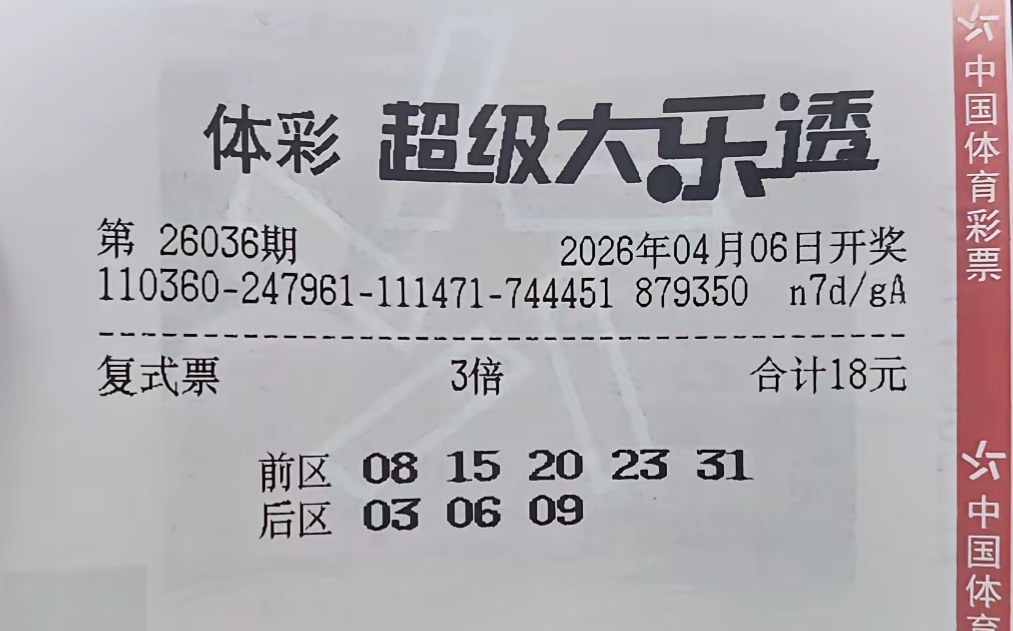 体彩 超级大乐透
第 26036期 2026年04月06日开奖
110360-247961-111471-744451 879350 n7d/gA
复式票 3倍 合计18元
前区 08 15 20 23 31
后区 03 06 09
中国体育彩票
中国体育